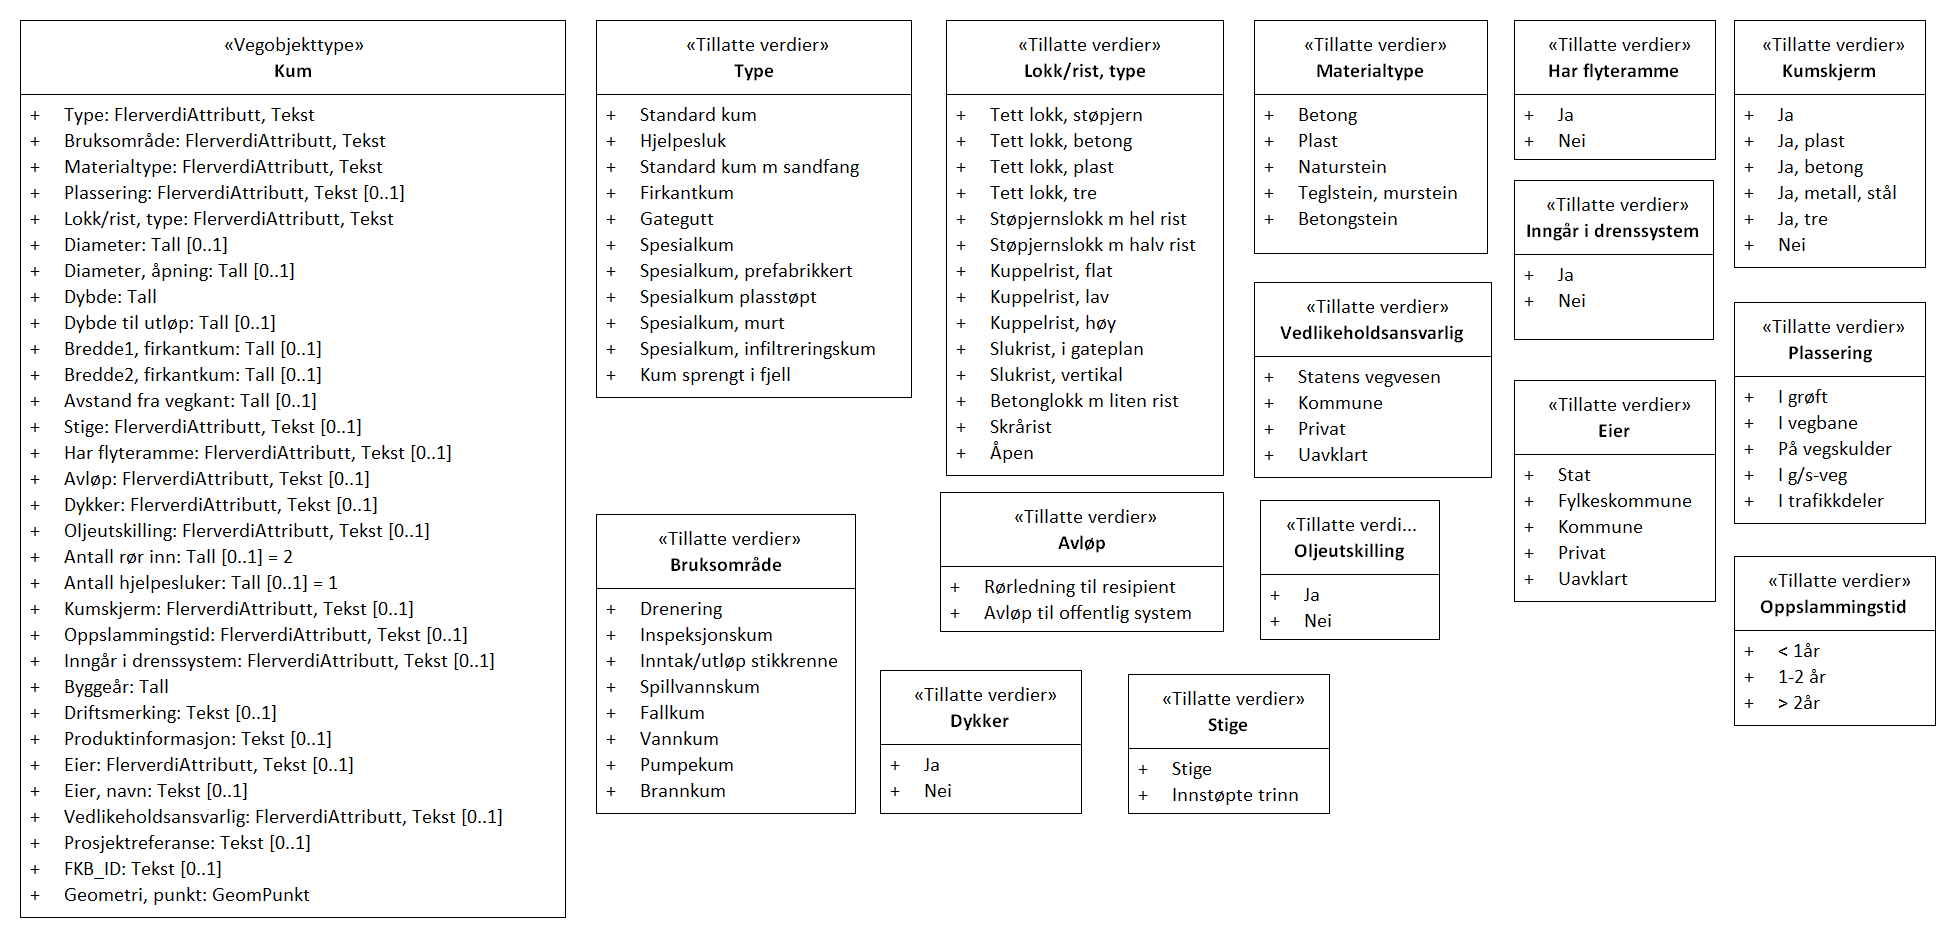 «Vegobjekttype»
Kum
+ Type: FlerverdiAttributt, Tekst
+ Bruksområde: FlerverdiAttributt, Tekst
+ Materialtype: FlerverdiAttributt, Tekst
+ Plassering: FlerverdiAttributt, Tekst [0..1]
+ Lokk/rist, type: FlerverdiAttributt, Tekst
+ Diameter: Tall [0..1]
+ Diameter, åpning: Tall [0..1]
+ Dybde: Tall
+ Dybde til utløp: Tall [0..1]
+ Bredde1, firkantkum: Tall [0..1]
+ Bredde2, firkantkum: Tall [0..1]
+ Avstand fra vegkant: Tall [0..1]
+ Stige: FlerverdiAttributt, Tekst [0..1]
+ Har flyteramme: FlerverdiAttributt, Tekst [0..1]
+ Avløp: FlerverdiAttributt, Tekst [0..1]
+ Dykker: FlerverdiAttributt, Tekst [0..1]
+ Oljeutskilling: FlerverdiAttributt, Tekst [0..1]
+ Antall rør inn: Tall [0..1] = 2
+ Antall hjelpesluker: Tall [0..1] = 1
+ Kumskjerm: FlerverdiAttributt, Tekst [0..1]
+ Oppslammingstid: FlerverdiAttributt, Tekst [0..1]
+ Inngår i drenssystem: FlerverdiAttributt, Tekst [0..1]
+ Byggeår: Tall
+ Driftsmerking: Tekst [0..1]
+ Produktinformasjon: Tekst [0..1]
+ Eier: FlerverdiAttributt, Tekst [0..1]
+ Eier, navn: Tekst [0..1]
+ Vedlikeholdsansvarlig: FlerverdiAttributt, Tekst [0..1]
+ Prosjektreferanse: Tekst [0..1]
+ FKB_ID: Tekst [0..1]
+ Geometri, punkt: GeomPunkt
«Tillatte verdier»
Type
+ Standard kum
+ Hjelpesluk
+ Standard kum m sandfang
+ Firkantkum
+ Gategutt
+ Spesialkum
+ Spesialkum, prefabrikkert
+ Spesialkum plasstøpt
+ Spesialkum, murt
+ Spesialkum, infiltreringskum
+ Kum sprengt i fjell
«Tillatte verdier»
Bruksområde
+ Drenering
+ Inspeksjonskum
+ Inntak/utløp stikkrenne
+ Spillvannskum
+ Fallkum
+ Vannkum
+ Pumpekum
+ Brannkum
«Tillatte verdier»
Lokk/rist, type
+ Tett lokk, støpjern
+ Tett lokk, betong
+ Tett lokk, plast
+ Tett lokk, tre
+ Støpjernslokk m hel rist
+ Støpjernslokk m halv rist
+ Kuppelrist, flat
+ Kuppelrist, lav
+ Kuppelrist, høy
+ Slukrist, i gateplan
+ Slukrist, vertikal
+ Betonglokk m liten rist
+ Skrårist
+ Åpen
«Tillatte verdier»
Avløp
+ Rørledning til resipient
+ Avløp til offentlig system
«Tillatte verdier»
Dykker
+ Ja
+ Nei
«Tillatte verdier»
Stige
+ Stige
+ Innstøpte trinn
«Tillatte verdier»
Materialtype
+ Betong
+ Plast
+ Naturstein
+ Teglstein, murstein
+ Betongstein
«Tillatte verdier»
Vedlikeholdsansvarlig
+ Statens vegvesen
+ Kommune
+ Privat
+ Uavklart
«Tillatte verdi...
Oljeutskilling
+ Ja
+ Nei
«Tillatte verdier»
Har flyteramme
+ Ja
+ Nei
«Tillatte verdier»
Inngår i drenssystem
+ Ja
+ Nei
«Tillatte verdier»
Eier
+ Stat
+ Fylkeskommune
+ Kommune
+ Privat
+ Uavklart
«Tillatte verdier»
Kumskjerm
+ Ja
+ Ja, plast
+ Ja, betong
+ Ja, metall, stål
+ Ja, tre
+ Nei
«Tillatte verdier»
Plassering
+ I grøft
+ I vegbane
+ På vegskulder
+ I g/s-veg
+ I trafikkdeler
«Tillatte verdier»
Oppslammingstid
+ < 1år
+ 1-2 år
+ > 2år